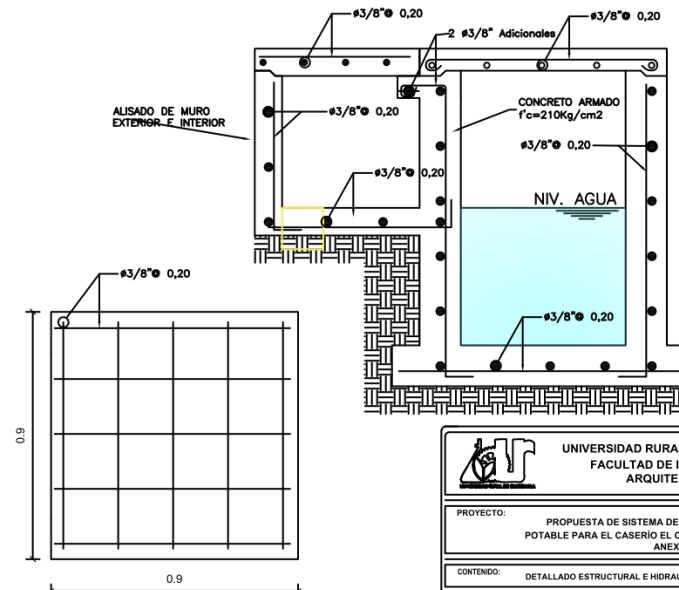 ø3/8"@ 0,20
2 ø3/8" Adicionales
ø3/8"@ 0,20
ALISADO DE MURO
EXTERIOR E INTERIOR
ø3/8"@ 0,20
CONCRETO ARMADO
f'c=210Kg/cm2
ø3/8"@ 0,20
ø3/8"@ 0,20
NIV. AGUA
ø3/8"@ 0,20
ø3/8"@ 0,20
0.9
0.9
UNIVERSIDAD RURA
FACULTAD DE I
ARQUITE
PROYECTO:
PROPUESTA DE SISTEMA DE
POTABLE PARA EL CASERÍO EL C
ANEX
CONTENIDO:
DETALLADO ESTRUCTURAL E HIDRAU